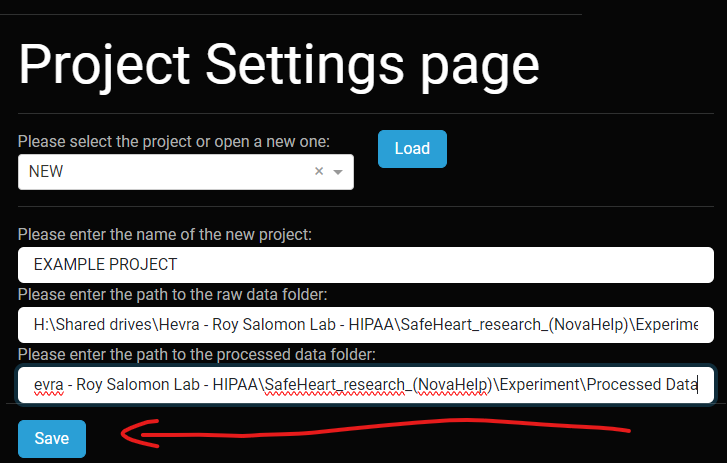 Project Settings page
Please select the project or open a new one:
Load
NEW
Please enter the name of the new project:
EXAMPLE PROJECT
Please enter the path to the raw data folder:
H:\Shared drives\Hevra - Roy Salomon Lab - HIPAA\SafeHeart_research_(NovaHelp)\Experime
Please enter the path to the processed data folder:
evra - Roy Salomon Lab - HIPAA\SafeHeart_research_(NovaHelp)\Experiment\Processed Data
Save